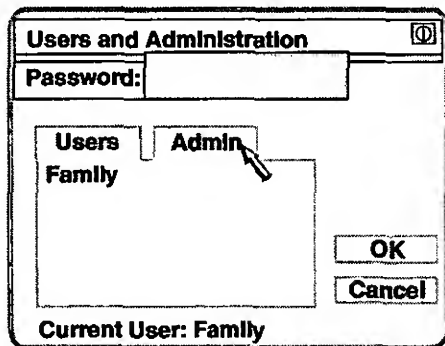 Users and Administration
Password:
Users Admin
Family
OK
Cancel
Current User: Family